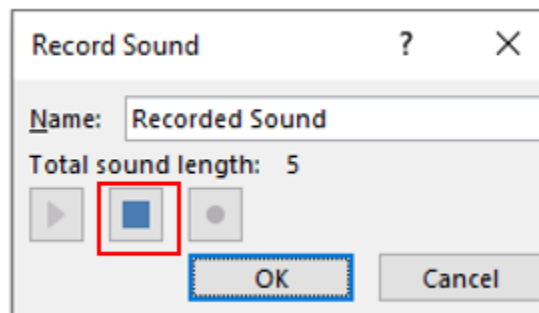 Record Sound ?
Name: Recorded Sound
Total sound length: 5
OK Cancel